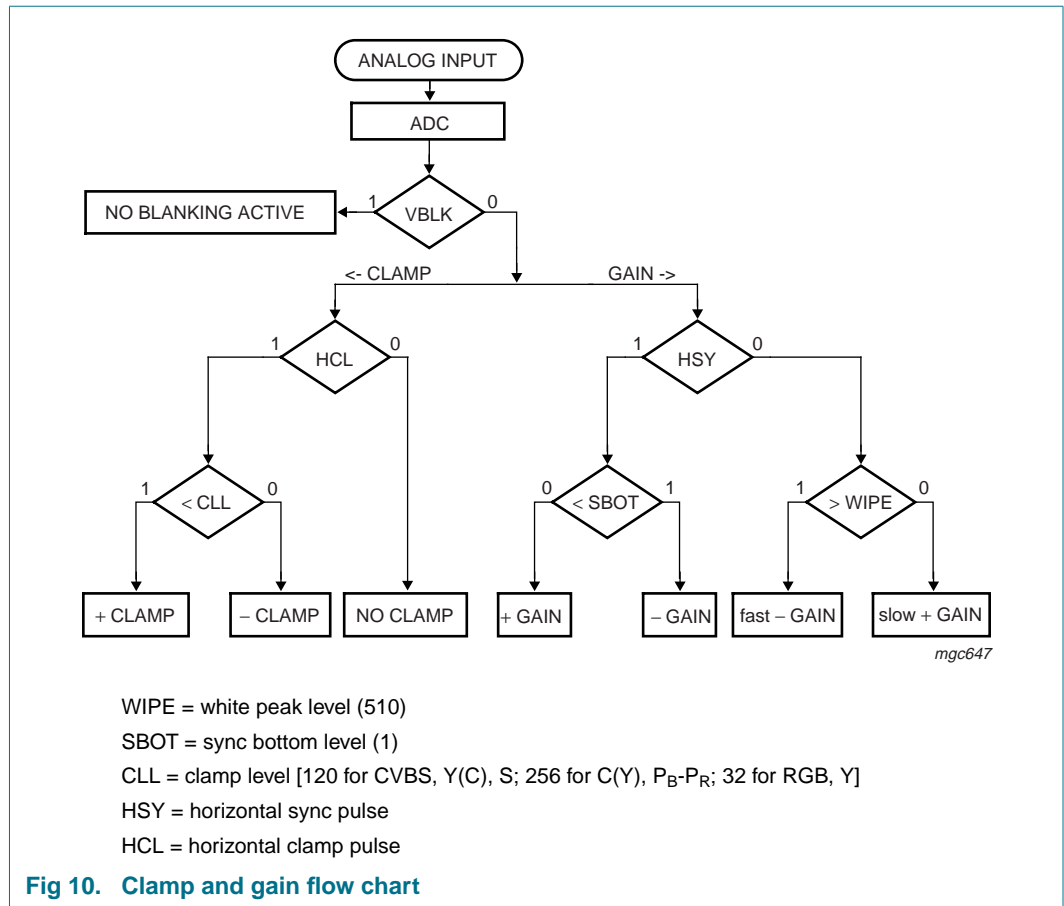 ANALOG INPUT
ADC
1 VBLK 0
NO BLANKING ACTIVE
<- CLAMP GAIN ->
1 HCL 0 1 HSY 0
1 < CLL 0 0 < SBOT 1 1 > WIPE 0
+ CLAMP − CLAMP NO CLAMP + GAIN − GAIN fast − GAIN slow + GAIN
mgc647
WIPE = white peak level (510)
SBOT = sync bottom level (1)
CLL = clamp level [120 for CVBS, Y(C), S; 256 for C(Y), PB-PR; 32 for RGB, Y]
HSY = horizontal sync pulse
HCL = horizontal clamp pulse
Fig 10. Clamp and gain flow chart